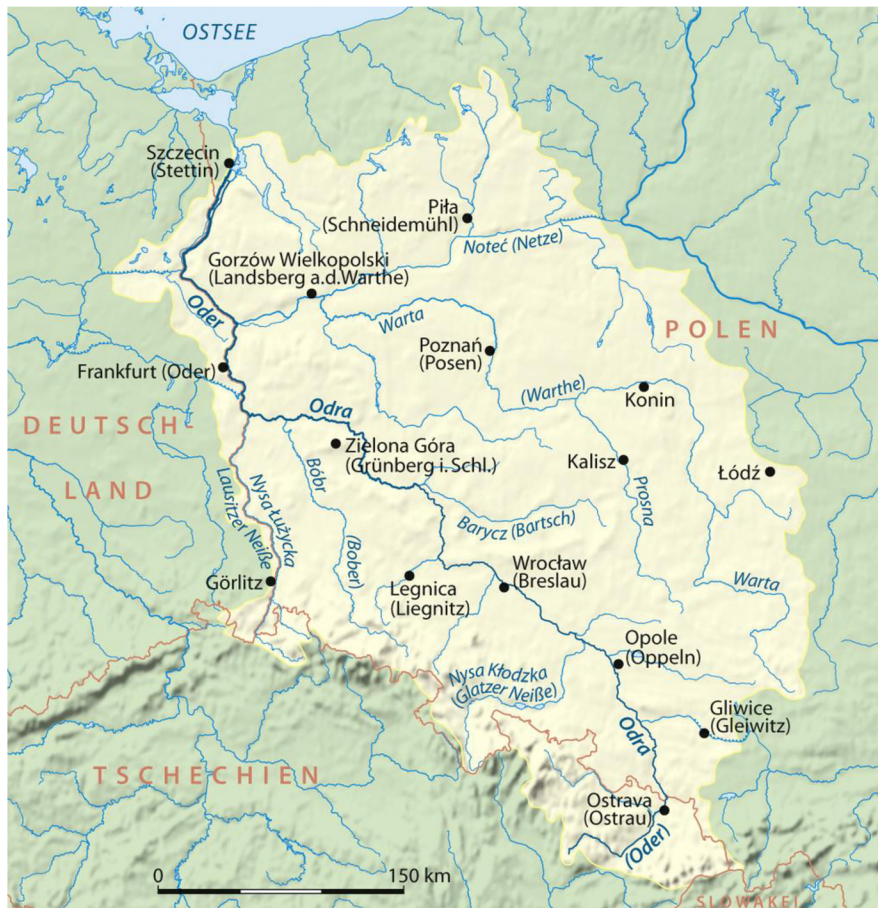 OSTSEE
Szczecin
(Stettin)
Piła
(Schneidemühl)
Noteć (Netze)
Gorzów Wielkopolski
(Landsberg a.d.Warthe)
Oder
Warta
POLEN
Poznań
(Posen)
Frankfurt (Oder)
(Warthe)
Konin
Odra
DEUTSCH-
LAND
Zielona Góra
(Grünberg i. Schl.)
Bóbr
Kalisz
Łódź
Nysa Łużycka
Lausitzer Neiße
Prosna
Barycz (Bartsch)
(Bober)
Wrocław
(Breslau)
Görlitz
Legnica
(Liegnitz)
Warta
Opole
(Oppeln)
Nysa Kłodzka
(Glatzer Neiße)
Gliwice
(Gleiwitz)
Odra
TSCHECHIEN
Ostrava
(Ostrau)
(Oder)
0 150 km
SLOWAKEI